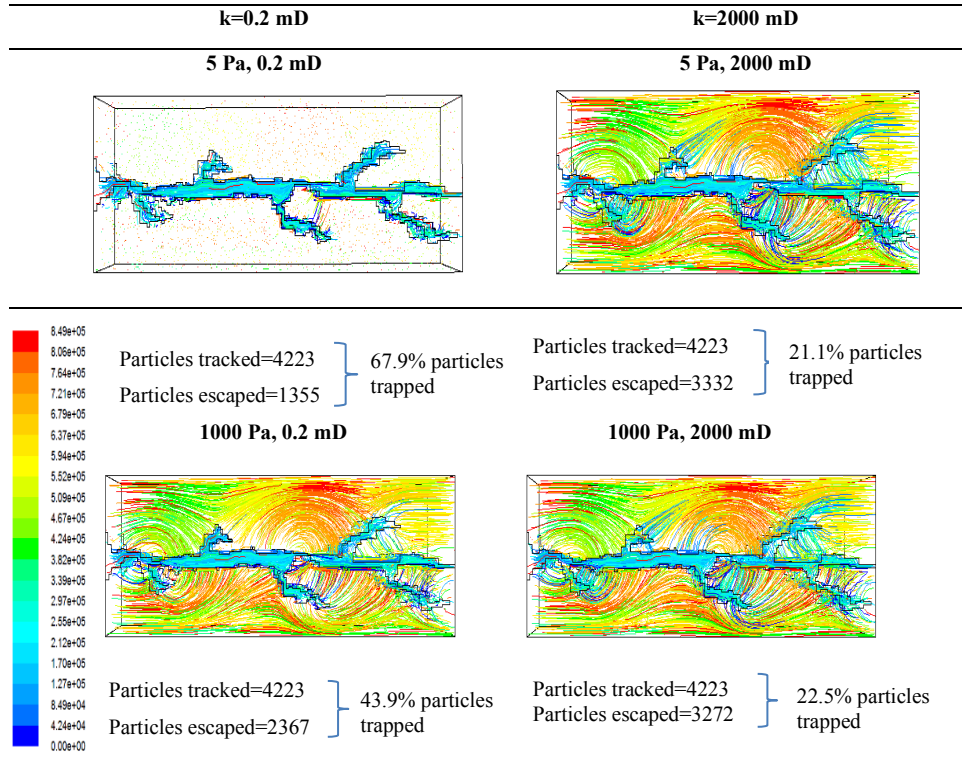 k=0.2 mD
k=2000 mD
5 Pa, 0.2 mD
5 Pa, 2000 mD
8.49e+05
8.06e+05
7.64e+05
7.21e+05
6.79e+05
6.37e+05
5.94e+05
5.52e+05
5.09e+05
4.67e+05
4.24e+05
3.82e+05
3.39e+05
2.97e+05
2.55e+05
2.12e+05
1.70e+05
1.27e+05
8.49e+04
4.24e+04
0.00e+00
Particles tracked=4223
Particles escaped=1355
67.9% particles
trapped
Particles tracked=4223
Particles escaped=3332
21.1% particles
trapped
1000 Pa, 0.2 mD
1000 Pa, 2000 mD
Particles tracked=4223
Particles escaped=2367
43.9% particles
trapped
Particles tracked=4223
Particles escaped=3272
22.5% particles
trapped